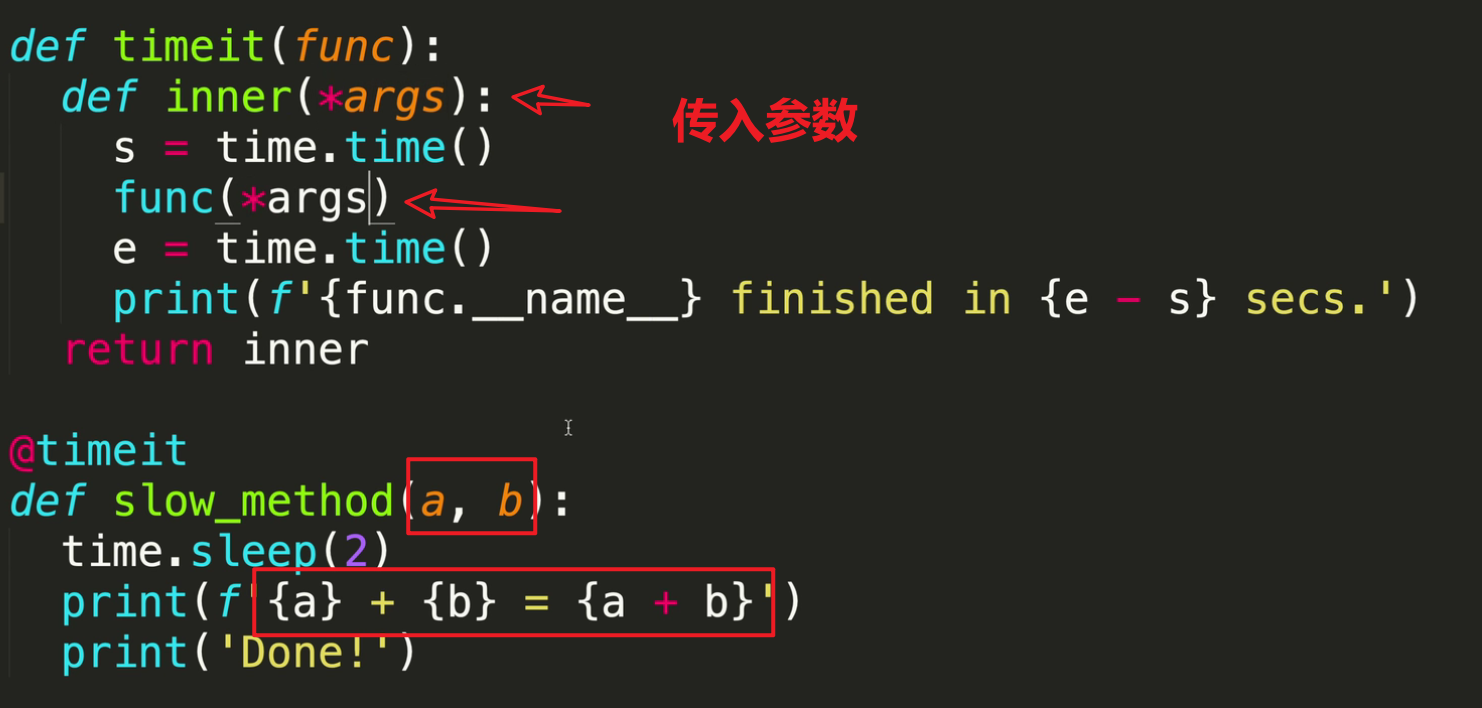 def timeit(func):
def inner(*args):
传入参数
s = time.time()
func(*args)
e = time.time()
print(f'{func.__name__} finished in {e - s} secs.')
return inner
@timeit
def slow_method(a, b):
time.sleep(2)
print(f'{a} + {b} = {a + b}')
print('Done!')